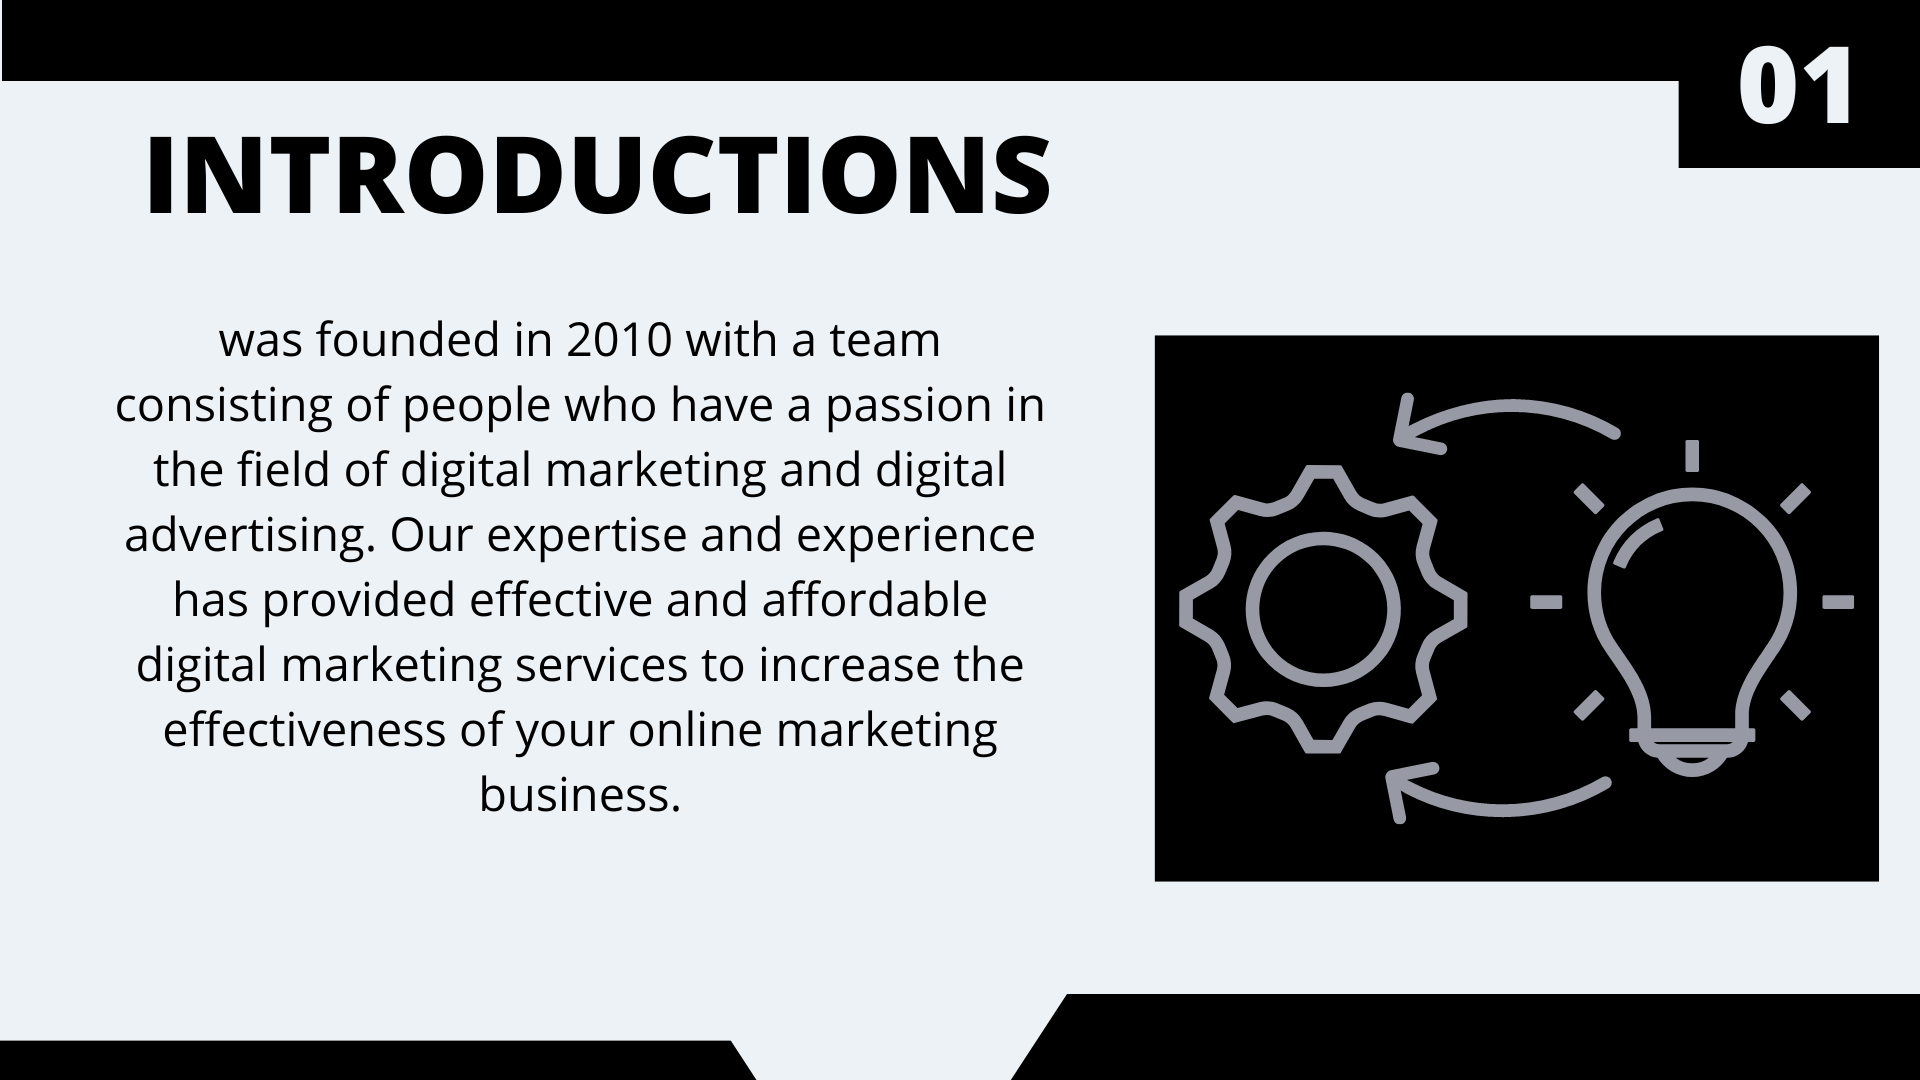 01
INTRODUCTIONS
was founded in 2010 with a team
consisting of people who have a passion in
the field of digital marketing and digital
advertising. Our expertise and experience
has provided effective and affordable
digital marketing services to increase the
effectiveness of your online marketing
business.